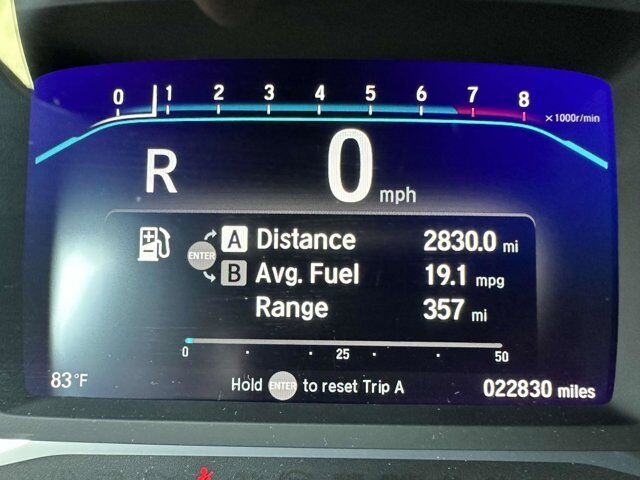 0 1 2 3 4 5 6 7 8
×1000r/min
R 0 mph
A Distance 2830.0 mi
ENTER
B Avg. Fuel 19.1 mpg
Range 357 mi
0 25 50
83°F Hold ENTER to reset Trip A 022830 miles